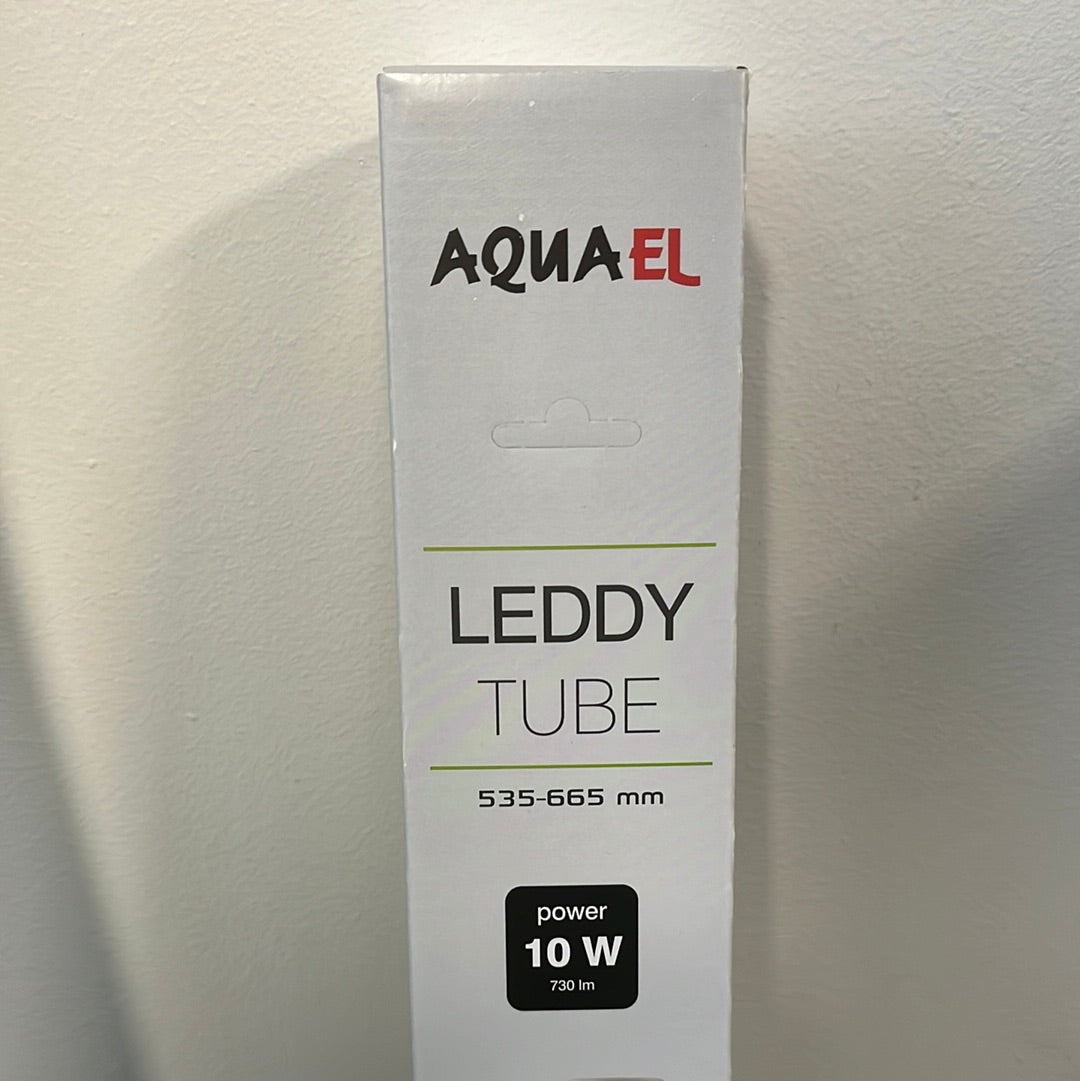 AQUAEL
LEDDY
TUBE
535-665 mm
power
10 W
730 lm